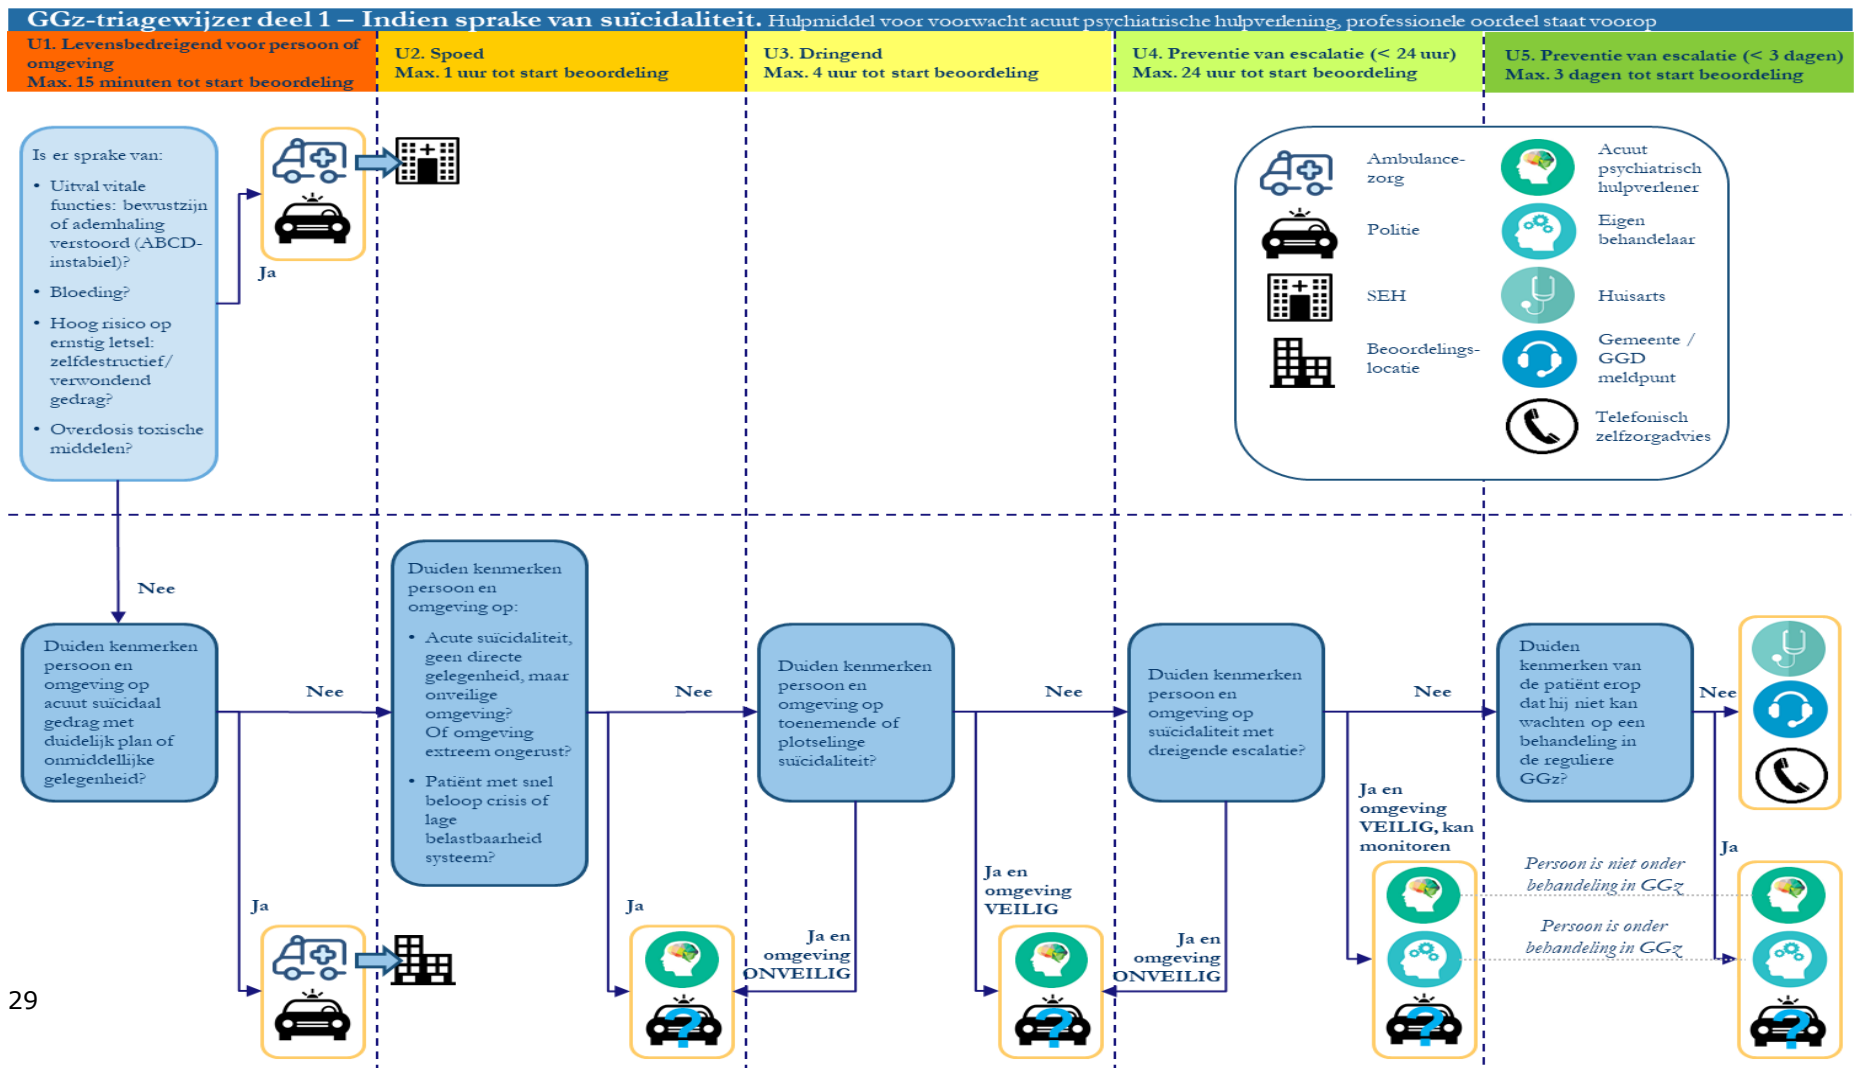 GGz-triagewijzer deel 1 – Indien sprake van suïcidaliteit. Hulpmiddel voor voorwacht acuut psychiatrische hulpverlening, professionele oordeel staat voorop
U1. Levensbedreigend voor persoon of
omgeving
Max. 15 minuten tot start beoordeling
U2. Spoed
Max. 1 uur tot start beoordeling
U3. Dringend
Max. 4 uur tot start beoordeling
U4. Preventie van escalatie (< 24 uur)
Max. 24 uur tot start beoordeling
U5. Preventie van escalatie (< 3 dagen)
Max. 3 dagen tot start beoordeling
Is er sprake van:
• Uitval vitale
functies: bewustzijn
of ademhaling
verstoord (ABCD-
instabiel)?
• Bloeding?
• Hoog risico op
ernstig letsel:
zelfdestructief/
verwondend
gedrag?
• Overdosis toxische
middelen?
Ja
Ambulance-
zorg
Politie
SEH
Beoordelings-
locatie
Acuut
psychiatrisch
hulpverlener
Eigen
behandelaar
Huisarts
Gemeente /
GGD
meldpunt
Telefonisch
zelfzorgadvies
Nee
Duiden kenmerken
persoon en
omgeving op
acuut suïcidaal
gedrag met
duidelijk plan of
onmiddellijke
gelegenheid?
Nee
Ja
Duiden kenmerken
persoon en
omgeving op:
• Acute suïcidaliteit,
geen directe
gelegenheid, maar
onveilige
omgeving?
Of omgeving
extreem ongerust?
• Patiënt met snel
beloop crisis of
lage
belastbaarheid
systeem?
Nee
Ja
Duiden kenmerken
persoon en
omgeving op
toenemende of
plotselinge
suïcidaliteit?
Ja en
omgeving
ONVEILIG
Nee
Ja en
omgeving
VEILIG
Duiden kenmerken
persoon en
omgeving op
suïcidaliteit met
dreigende escalatie?
Ja en
omgeving
ONVEILIG
Nee
Ja en
omgeving
VEILIG, kan
monitoren
Duiden
kenmerken van
de patiënt erop
dat hij niet kan
wachten op een
behandeling in
de reguliere
GGz?
Nee
Ja
Persoon is niet onder
behandeling in GGz
Persoon is onder
behandeling in GGz
?
?
?
?
29